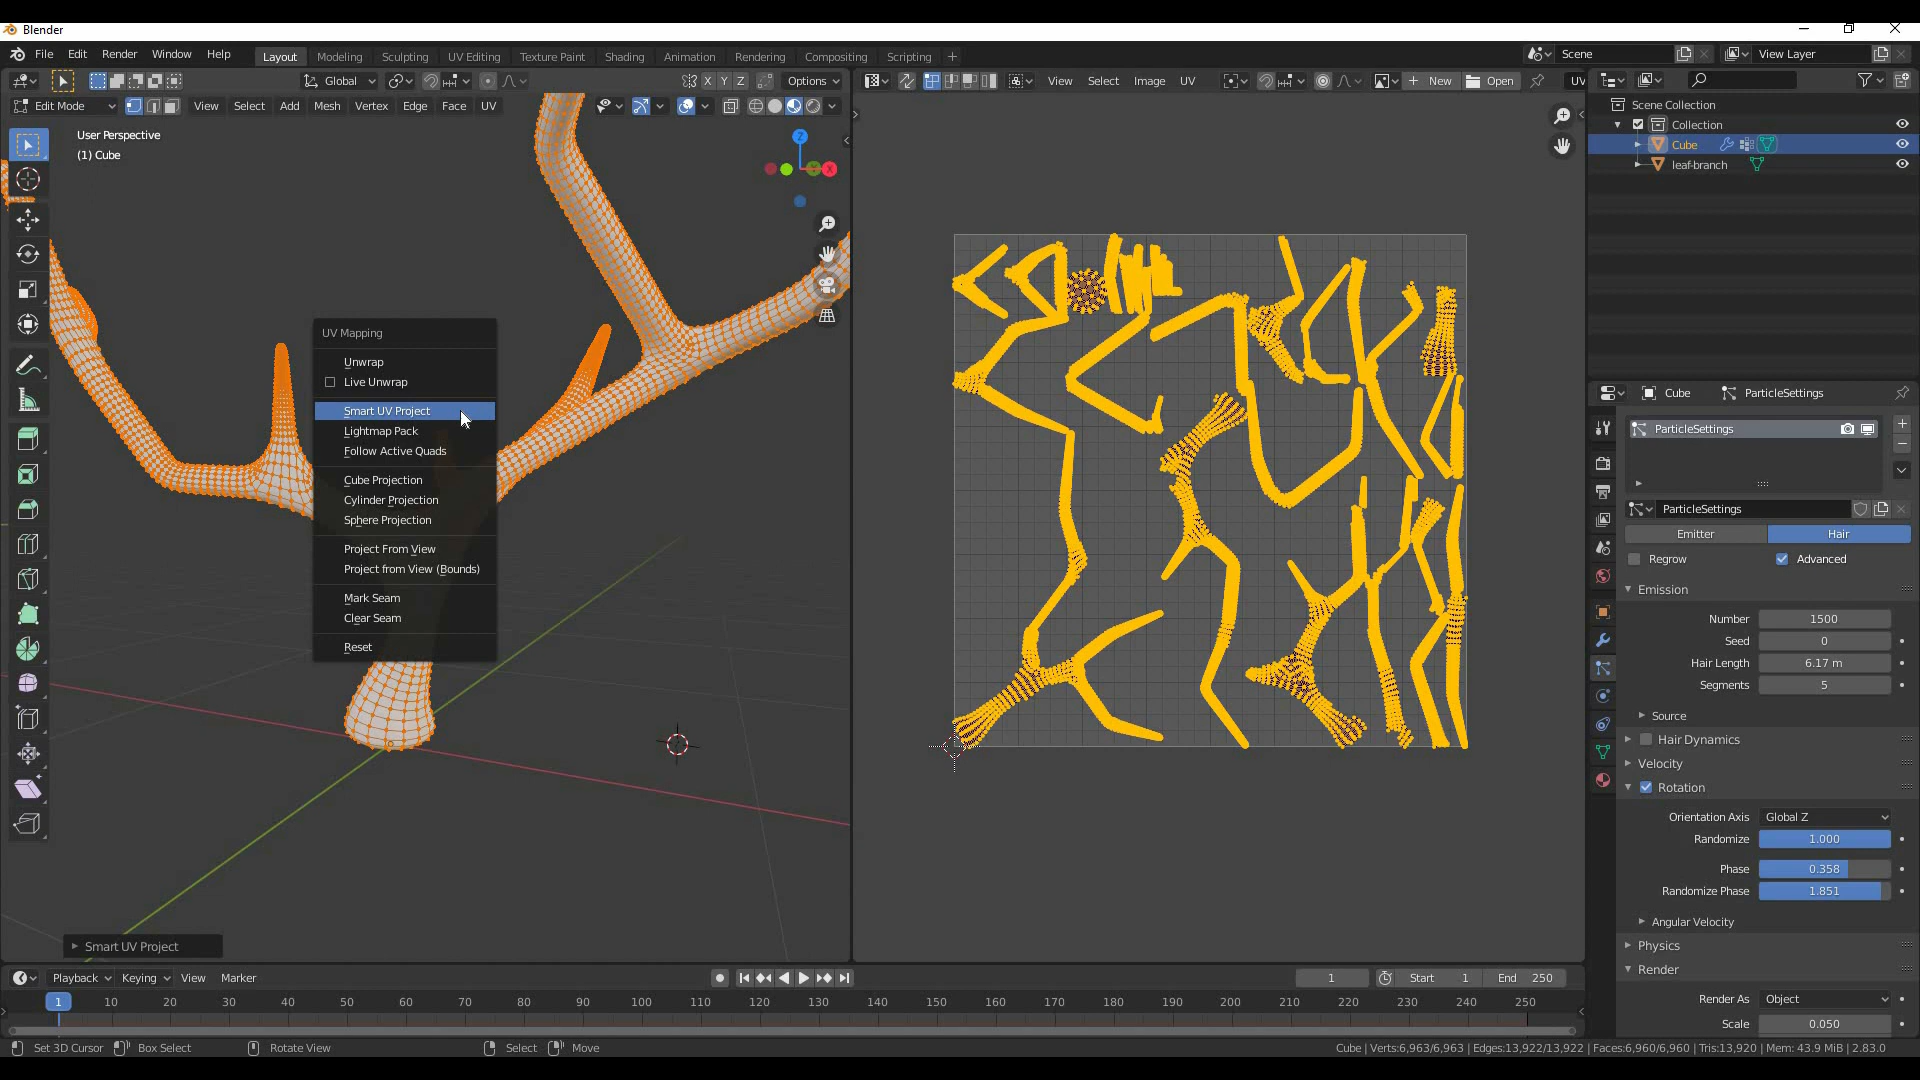 Blender
File Edit Render Window Help Layout Modeling Sculpting UV Editing Texture Paint Shading Animation Rendering Compositing Scripting + Scene View Layer
Global X Y Z Options View Select Image UV + New Open UV
Edit Mode View Select Add Mesh Vertex Edge Face UV
User Perspective
(1) Cube
Z
X
UV Mapping
Unwrap
Live Unwrap
Smart UV Project
Lightmap Pack
Follow Active Quads
Cube Projection
Cylinder Projection
Sphere Projection
Project From View
Project from View (Bounds)
Mark Seam
Clear Seam
Reset
Smart UV Project
Scene Collection
Collection
Cube
leaf-branch
Cube ParticleSettings
ParticleSettings
ParticleSettings
Emitter Hair
Regrow Advanced
Emission
Number 1500
Seed 0
Hair Length 6.17 m
Segments 5
Source
Hair Dynamics
Velocity
Rotation
Orientation Axis Global Z
Randomize 1.000
Phase 0.358
Randomize Phase 1.851
Angular Velocity
Physics
Render
Render As Object
Scale 0.050
Playback Keying View Marker 1 Start 1 End 250
1 10 20 30 40 50 60 70 80 90 100 110 120 130 140 150 160 170 180 190 200 210 220 230 240 250
Set 3D Cursor Box Select Rotate View Select Move Cube | Verts:6,963/6,963 | Edges:13,922/13,922 | Faces:6,960/6,960 | Tris:13,920 | Mem: 43.9 MiB | 2.83.0